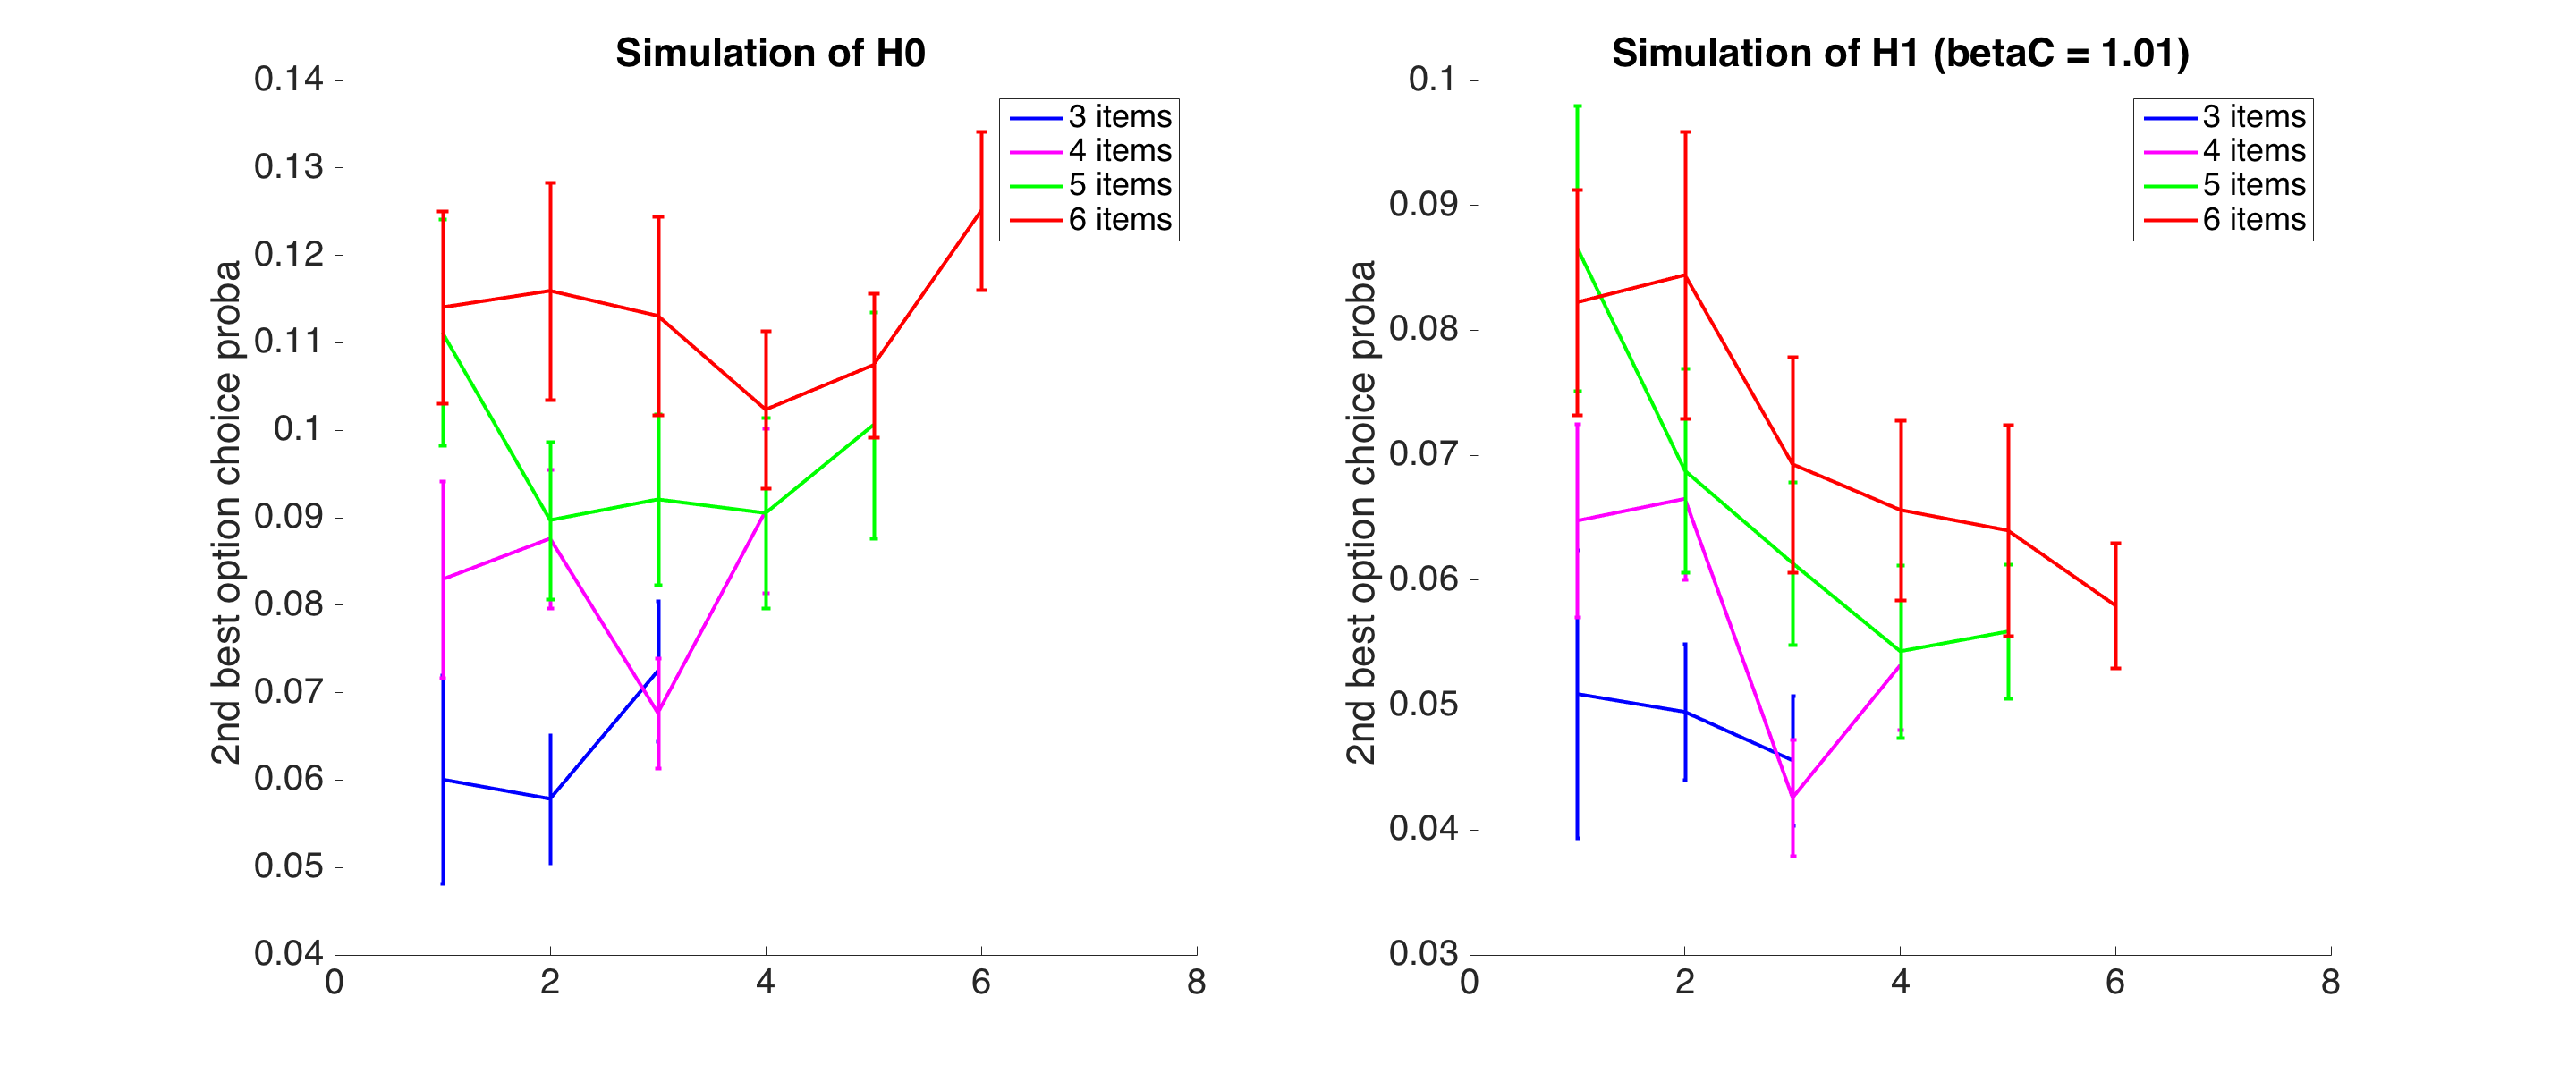 Simulation of H0
0.14
0.13
0.12
0.11
0.1
0.09
0.08
0.07
0.06
0.05
0.04
2nd best option choice proba
0 2 4 6 8
3 items
4 items
5 items
6 items
Simulation of H1 (betaC = 1.01)
0.1
0.09
0.08
0.07
0.06
0.05
0.04
0.03
2nd best option choice proba
0 2 4 6 8
3 items
4 items
5 items
6 items